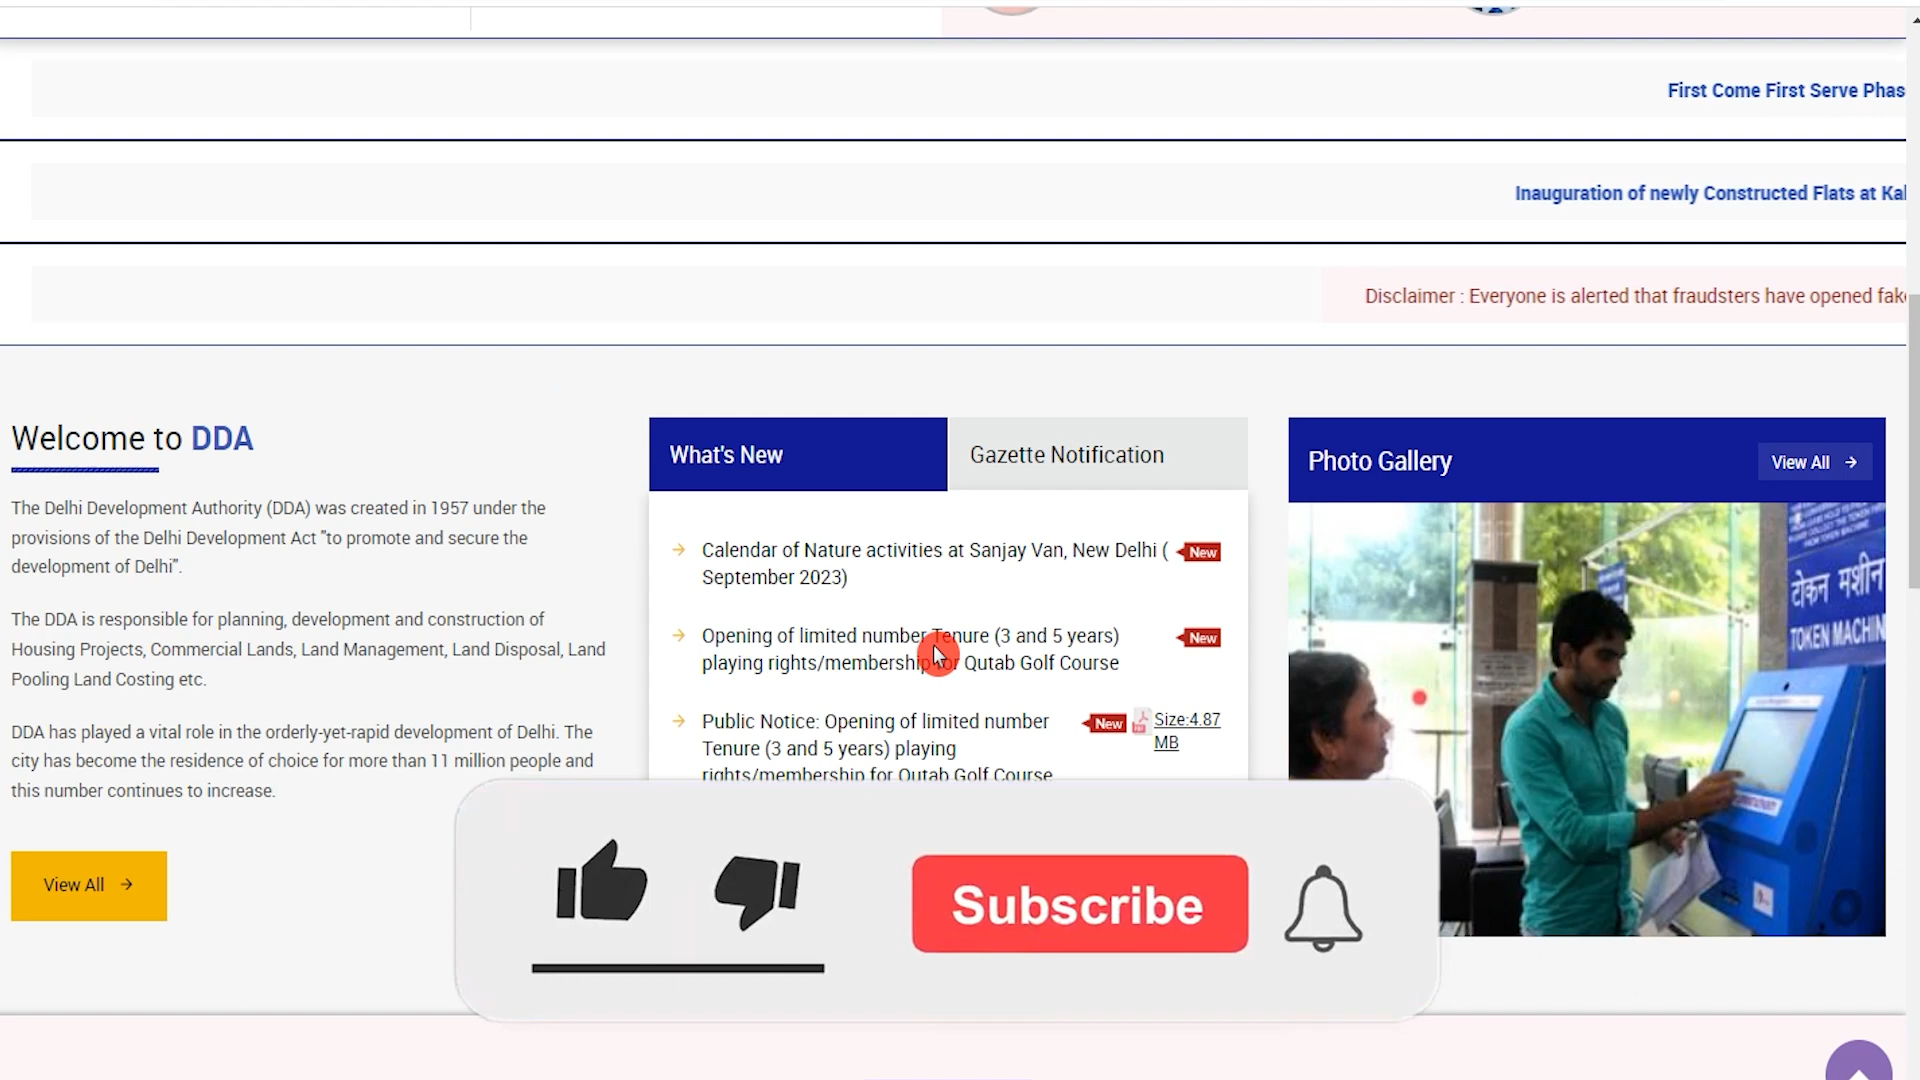 First Come First Serve Phas
Inauguration of newly Constructed Flats at Kal
Disclaimer : Everyone is alerted that fraudsters have opened fak
Welcome to DDA
The Delhi Development Authority (DDA) was created in 1957 under the
provisions of the Delhi Development Act "to promote and secure the
development of Delhi".
The DDA is responsible for planning, development and construction of
Housing Projects, Commercial Lands, Land Management, Land Disposal, Land
Pooling Land Costing etc.
DDA has played a vital role in the orderly-yet-rapid development of Delhi. The
city has become the residence of choice for more than 11 million people and
this number continues to increase.
View All
What's New
Gazette Notification
Calendar of Nature activities at Sanjay Van, New Delhi ( New
September 2023)
Opening of limited number Tenure (3 and 5 years) New
playing rights/membership for Qutab Golf Course
Public Notice: Opening of limited number New Size:4.87
Tenure (3 and 5 years) playing MB
rights/membership for Qutab Golf Course
Photo Gallery
View All
टोकन मशीन
TOKEN MACHIN
Subscribe